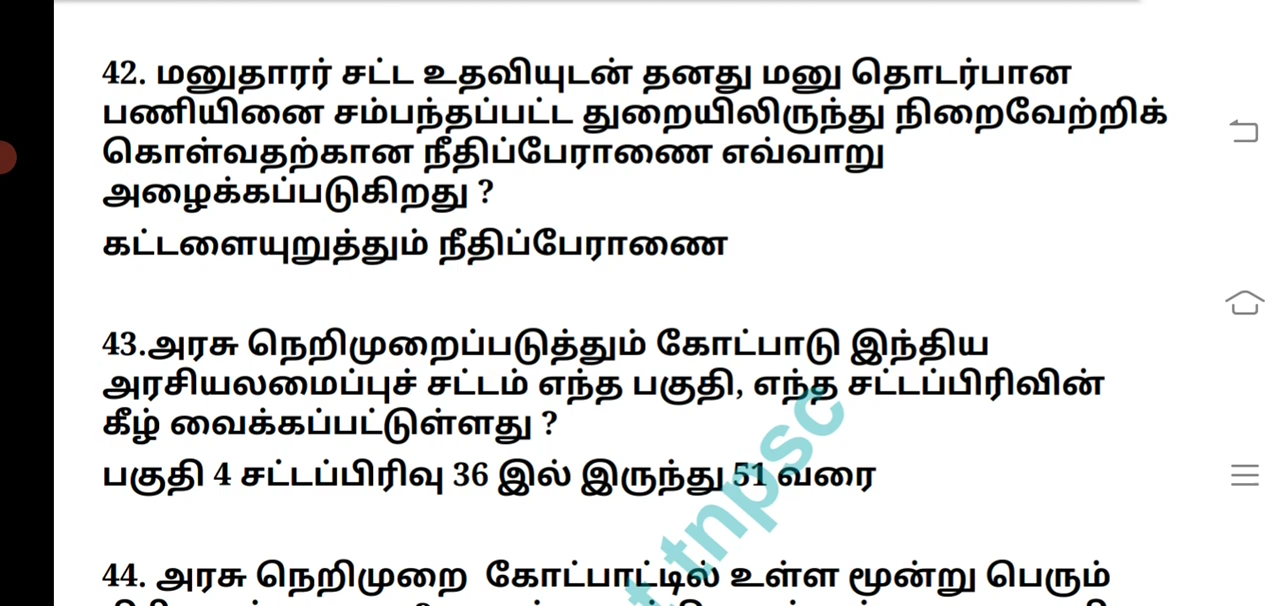 42. மனுதாரர் சட்ட உதவியுடன் தனது மனு தொடர்பான
பணியினை சம்பந்தப்பட்ட துறையிலிருந்து நிறைவேற்றிக்
கொள்வதற்கான நீதிப்பேராணை எவ்வாறு
அழைக்கப்படுகிறது ?
கட்டளையுறுத்தும் நீதிப்பேராணை
43.அரசு நெறிமுறைப்படுத்தும் கோட்பாடு இந்திய
அரசியலமைப்புச் சட்டம் எந்த பகுதி, எந்த சட்டப்பிரிவின்
கீழ் வைக்கப்பட்டுள்ளது ?
பகுதி 4 சட்டப்பிரிவு 36 இல் இருந்து 51 வரை
44. அரசு நெறிமுறை கோட்பாட்டில் உள்ள மூன்று பெரும்
tnpsc